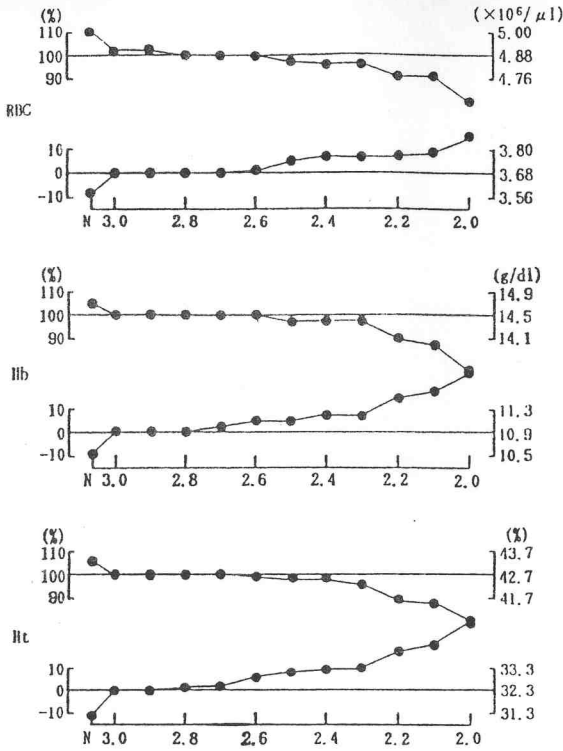 (%) (×10⁶/μl)
110 5.00
100 4.88
90 4.76
RBC
10 3.80
0 3.68
-10 3.56
N 3.0 2.8 2.6 2.4 2.2 2.0
(%) (g/dl)
110 14.9
100 14.5
90 14.1
Hb
10 11.3
0 10.9
-10 10.5
N 3.0 2.8 2.6 2.4 2.2 2.0
(%) (%)
110 43.7
100 42.7
90 41.7
Ht
10 33.3
0 32.3
-10 31.3
N 3.0 2.8 2.6 2.4 2.2 2.0